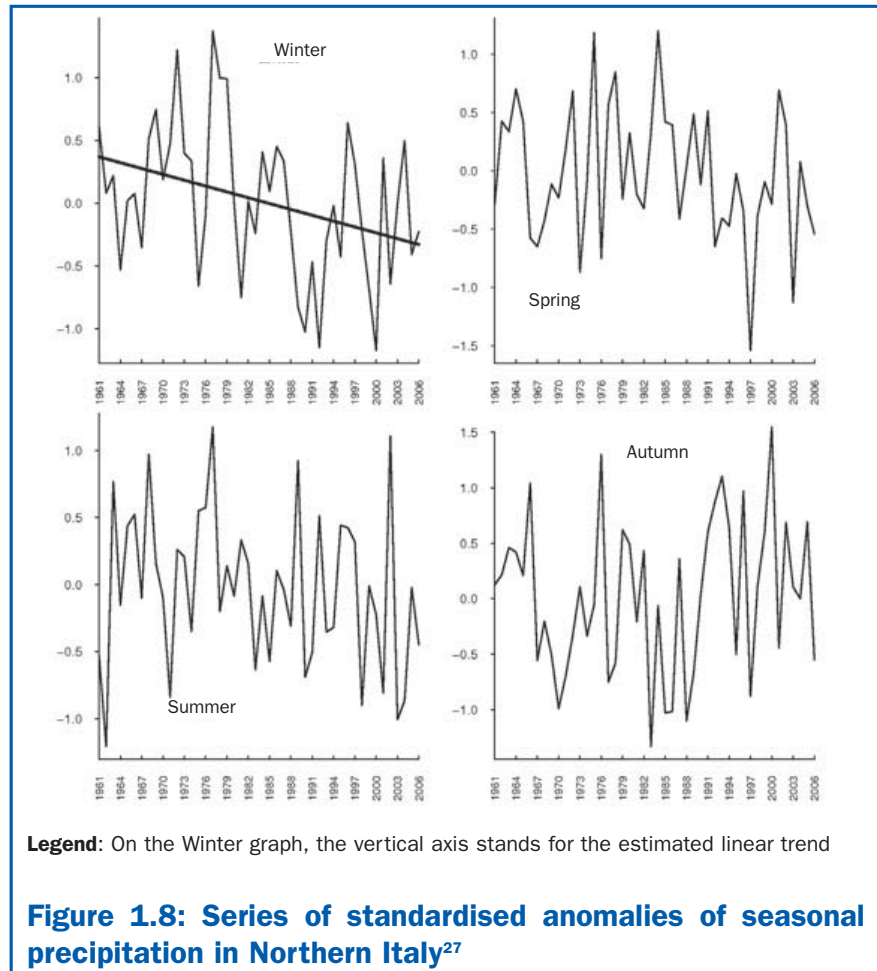 Winter
1.0
0.5
0.0
−0.5
−1.0
1961 1964 1967 1970 1973 1976 1979 1982 1985 1988 1991 1994 1997 2000 2003 2006
1.0
0.5
0.0
−0.5
−1.0
−1.5
Spring
1961 1964 1967 1970 1973 1976 1979 1982 1985 1988 1991 1994 1997 2000 2003 2006
1.0
0.5
0.0
−0.5
−1.0
Summer
1961 1964 1967 1970 1973 1976 1979 1982 1985 1988 1991 1994 1997 2000 2003 2006
1.5
1.0
0.5
0.0
−0.5
−1.0
Autumn
1961 1964 1967 1970 1973 1976 1979 1982 1985 1988 1991 1994 1997 2000 2003 2006
Legend: On the Winter graph, the vertical axis stands for the estimated linear trend
Figure 1.8: Series of standardised anomalies of seasonal
precipitation in Northern Italy²⁷